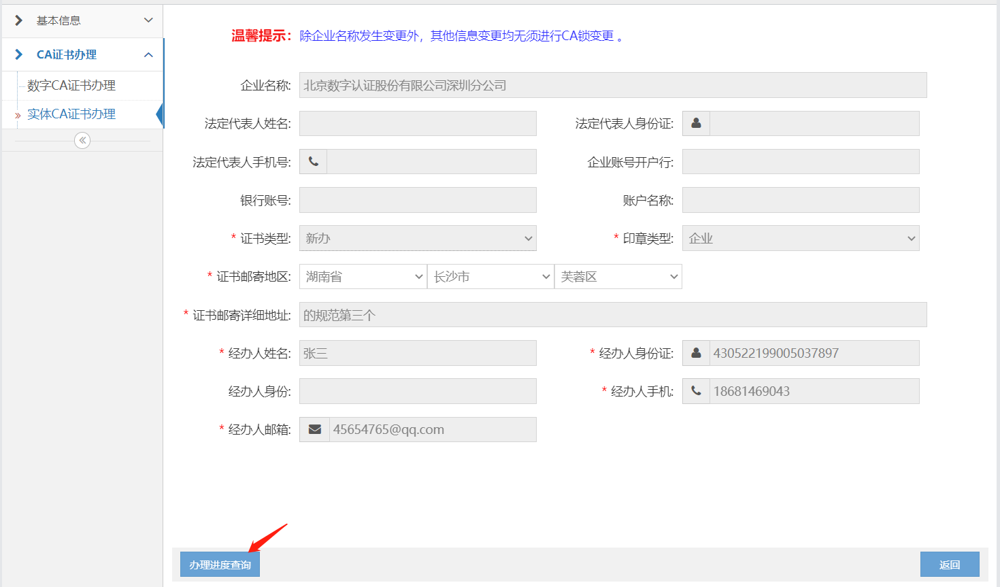 基本信息
CA证书办理
数字CA证书办理
实体CA证书办理
温馨提示：除企业名称发生变更外，其他信息变更均无须进行CA锁变更 。
企业名称: 北京数字认证股份有限公司深圳分公司
法定代表人姓名: 法定代表人身份证:
法定代表人手机号: 企业账号开户行:
银行账号: 账户名称:
* 证书类型: 新办 * 印章类型: 企业
* 证书邮寄地区: 湖南省 长沙市 芙蓉区
* 证书邮寄详细地址: 的规范第三个
* 经办人姓名: 张三 * 经办人身份证: 430522199005037897
经办人身份: * 经办人手机: 18681469043
* 经办人邮箱: 45654765@qq.com
办理进度查询 返回